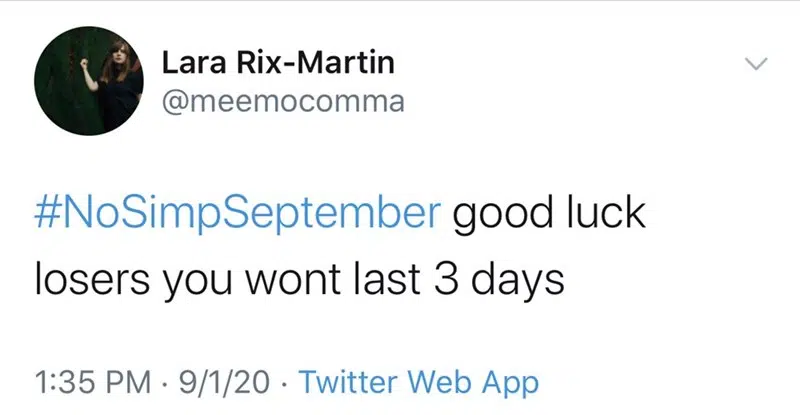 Lara Rix-Martin
@meemocomma
#NoSimpSeptember good luck
losers you wont last 3 days
1:35 PM · 9/1/20 · Twitter Web App